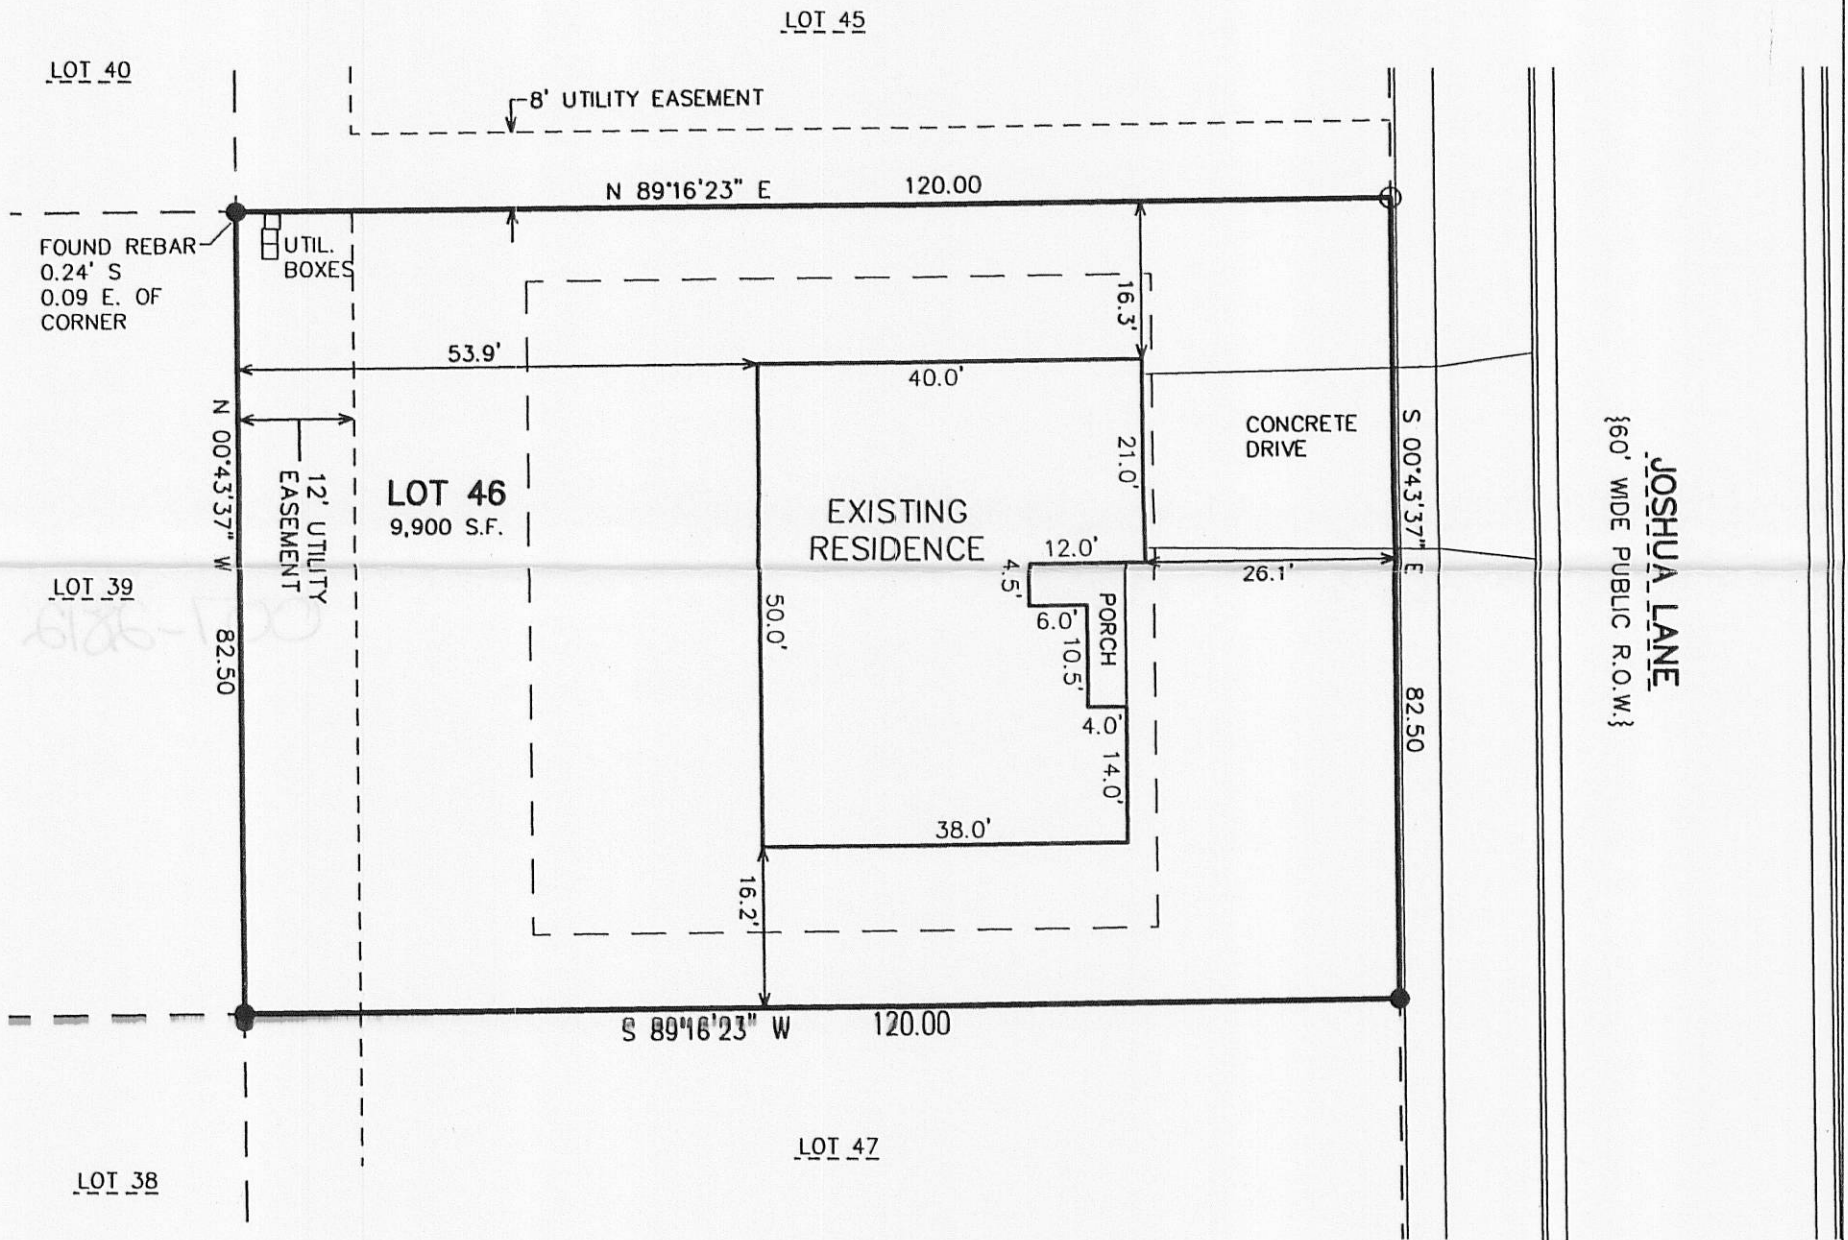 LOT 45
LOT 40
8' UTILITY EASEMENT
N 89°16'23" E 120.00
FOUND REBAR
0.24' S
0.09 E. OF
CORNER
UTIL.
BOXES
16.3'
53.9'
40.0'
N 00°43'37" W 82.50
12' UTILITY
EASEMENT
LOT 46
9,900 S.F.
EXISTING
RESIDENCE
21.0'
CONCRETE
DRIVE
S 00°43'37" E 82.50
JOSHUA LANE
{60' WIDE PUBLIC R.O.W.}
12.0'
26.1'
4.5'
6.0'
PORCH
10.5'
4.0'
14.0'
50.0'
LOT 39
38.0'
16.2'
S 89°16'23" W 120.00
LOT 47
LOT 38